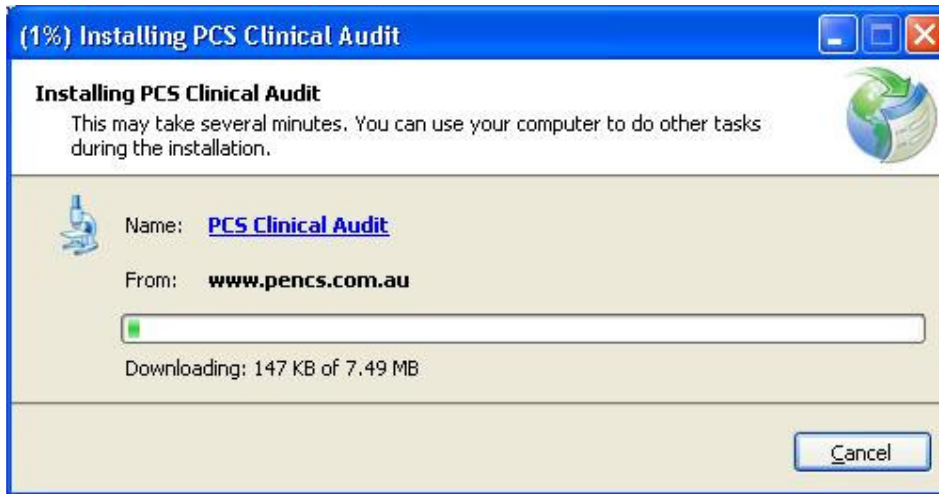 (1%) Installing PCS Clinical Audit
Installing PCS Clinical Audit
This may take several minutes. You can use your computer to do other tasks
during the installation.
Name: PCS Clinical Audit
From: www.pencs.com.au
Downloading: 147 KB of 7.49 MB
Cancel